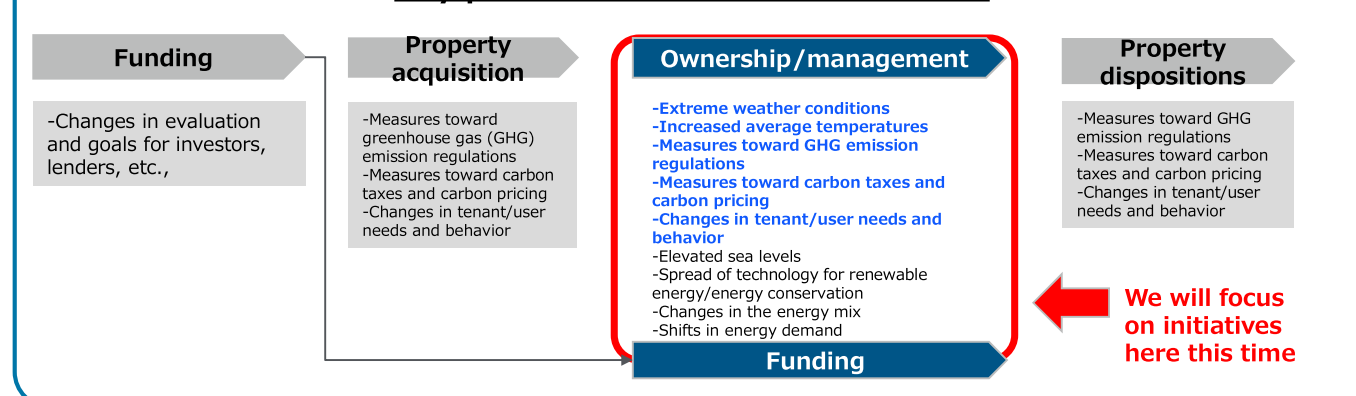 Funding
-Changes in evaluation
and goals for investors,
lenders, etc.,
Property
acquisition
-Measures toward
greenhouse gas (GHG)
emission regulations
-Measures toward carbon
taxes and carbon pricing
-Changes in tenant/user
needs and behavior
Ownership/management
-Extreme weather conditions
-Increased average temperatures
-Measures toward GHG emission
regulations
-Measures toward carbon taxes and
carbon pricing
-Changes in tenant/user needs and
behavior
-Elevated sea levels
-Spread of technology for renewable
energy/energy conservation
-Changes in the energy mix
-Shifts in energy demand
Funding
Property
dispositions
-Measures toward GHG
emission regulations
-Measures toward carbon
taxes and carbon pricing
-Changes in tenant/user
needs and behavior
We will focus
on initiatives
here this time